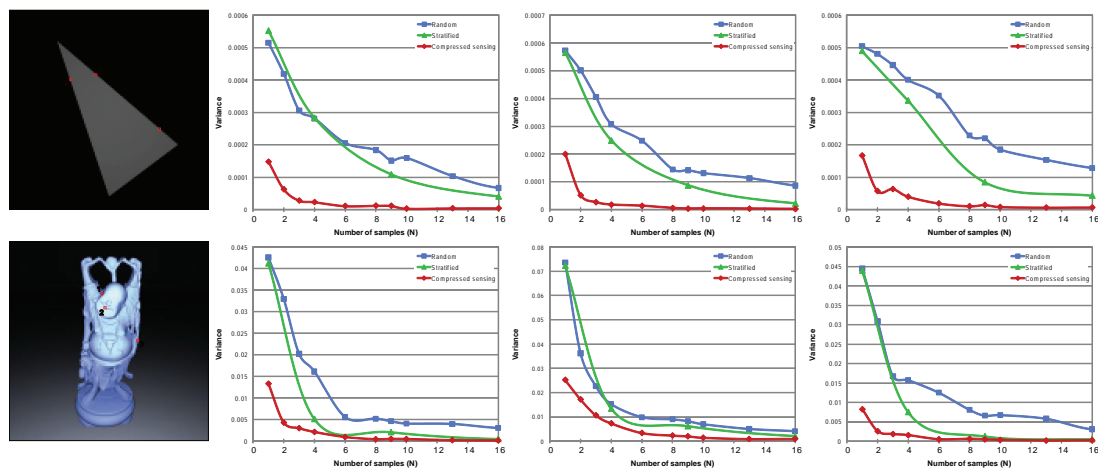 0.0006
0.0005
0.0004
0.0003
0.0002
0.0001
0
Variance
Random
Stratified
Compressed sensing
0 2 4 6 8 10 12 14 16
Number of samples (N)
0.0007
0.0006
0.0005
0.0004
0.0003
0.0002
0.0001
0
Variance
Random
Stratified
Compressed sensing
0 2 4 6 8 10 12 14 16
Number of samples (N)
0.0006
0.0005
0.0004
0.0003
0.0002
0.0001
0
Variance
Random
Stratified
Compressed sensing
0 2 4 6 8 10 12 14 16
Number of samples (N)
2
0.045
0.04
0.035
0.03
0.025
0.02
0.015
0.01
0.005
0
Variance
Random
Stratified
Compressed sensing
0 2 4 6 8 10 12 14 16
Number of samples (N)
0.08
0.07
0.06
0.05
0.04
0.03
0.02
0.01
0
Variance
Random
Stratified
Compressed sensing
0 2 4 6 8 10 12 14 16
Number of samples (N)
0.05
0.045
0.04
0.035
0.03
0.025
0.02
0.015
0.01
0.005
0
Variance
Random
Stratified
Compressed sensing
0 2 4 6 8 10 12 14 16
Number of samples (N)